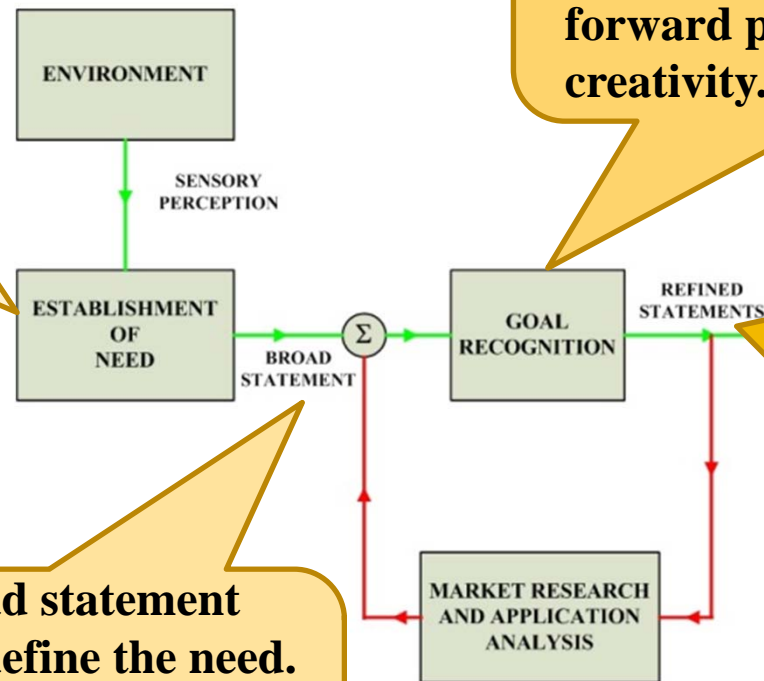 forward
creativity.
ENVIRONMENT
SENSORY
PERCEPTION
ESTABLISHMENT
OF
NEED
BROAD
STATEMENT
Σ
GOAL
RECOGNITION
REFINED
STATEMENTS
statement
efine the need.
MARKET RESEARCH
AND APPLICATION
ANALYSIS